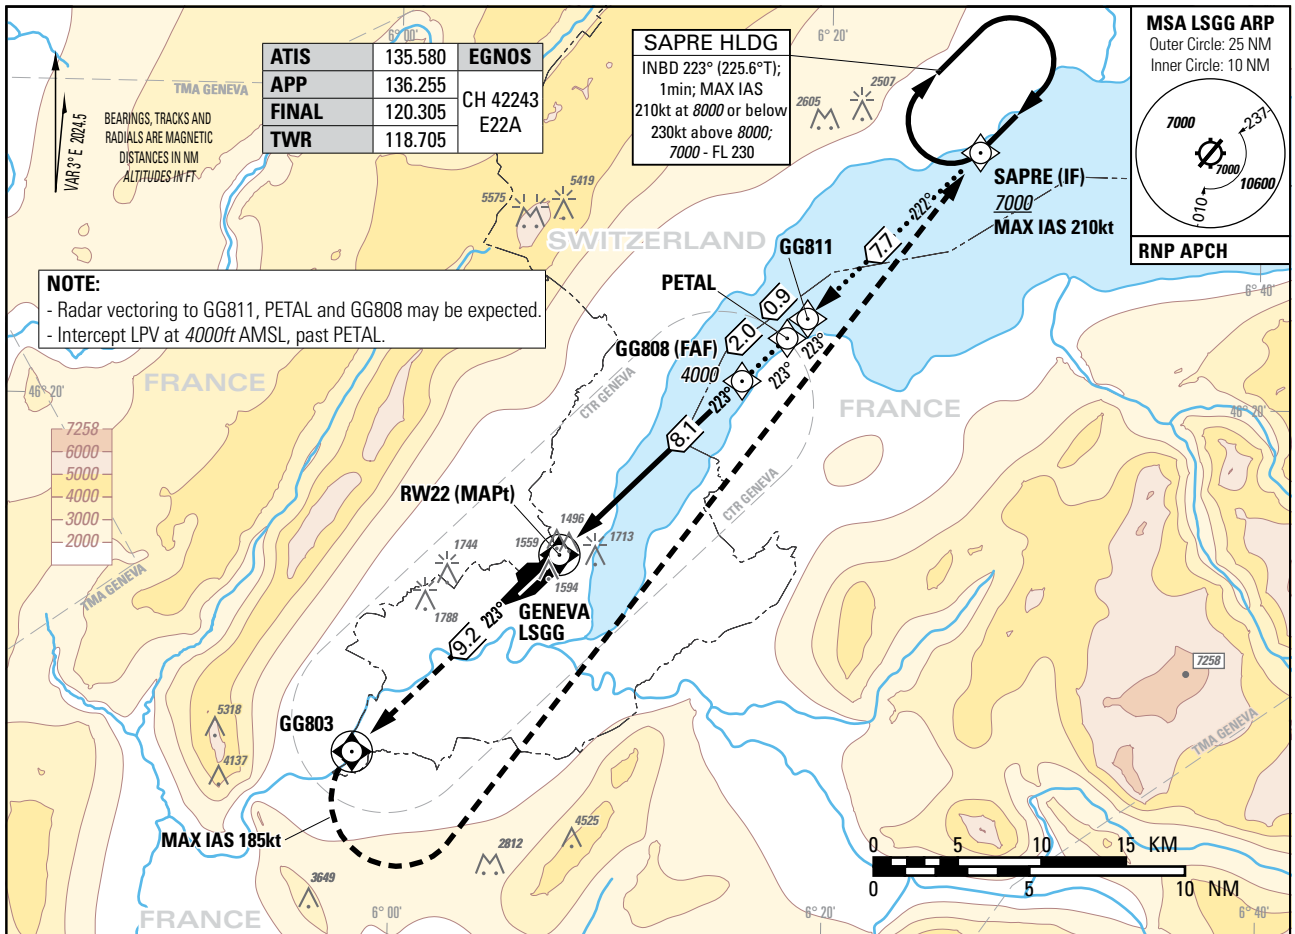 6° 00'
6° 20'
MSA LSGG ARP
Outer Circle: 25 NM
Inner Circle: 10 NM
7000
237
7000
10600
010
RNP APCH
ATIS 135.580 EGNOS
APP 136.255
FINAL 120.305
TWR 118.705
CH 42243
E22A
SAPRE HLDG
INBD 223° (225.6°T);
1min; MAX IAS
210kt at 8000 or below
230kt above 8000;
7000 - FL 230
VAR 3° E 2024.5
BEARINGS, TRACKS AND
RADIALS ARE MAGNETIC
DISTANCES IN NM
ALTITUDES IN FT
TMA GENEVA
2605
2507
5575
5419
SWITZERLAND
SAPRE (IF)
7000
MAX IAS 210kt
222°
7.7
GG811
PETAL
0.9
2.0
223°
223°
GG808 (FAF)
4000
223°
6° 40'
NOTE:
- Radar vectoring to GG811, PETAL and GG808 may be expected.
- Intercept LPV at 4000ft AMSL, past PETAL.
46° 20'
FRANCE
CTR GENEVA
FRANCE
46° 20'
7258
6000
5000
4000
3000
2000
8.1
CTR GENEVA
RW22 (MAPt)
1496
1559
1713
1744
1594
1788
TMA GENEVA
GENEVA
LSGG
223°
9.2
7258
TMA GENEVA
5318
4137
GG803
MAX IAS 185kt
4525
2812
3649
FRANCE
6° 00'
6° 20'
6° 40'
0 5 10 15 KM
0 5 10 NM